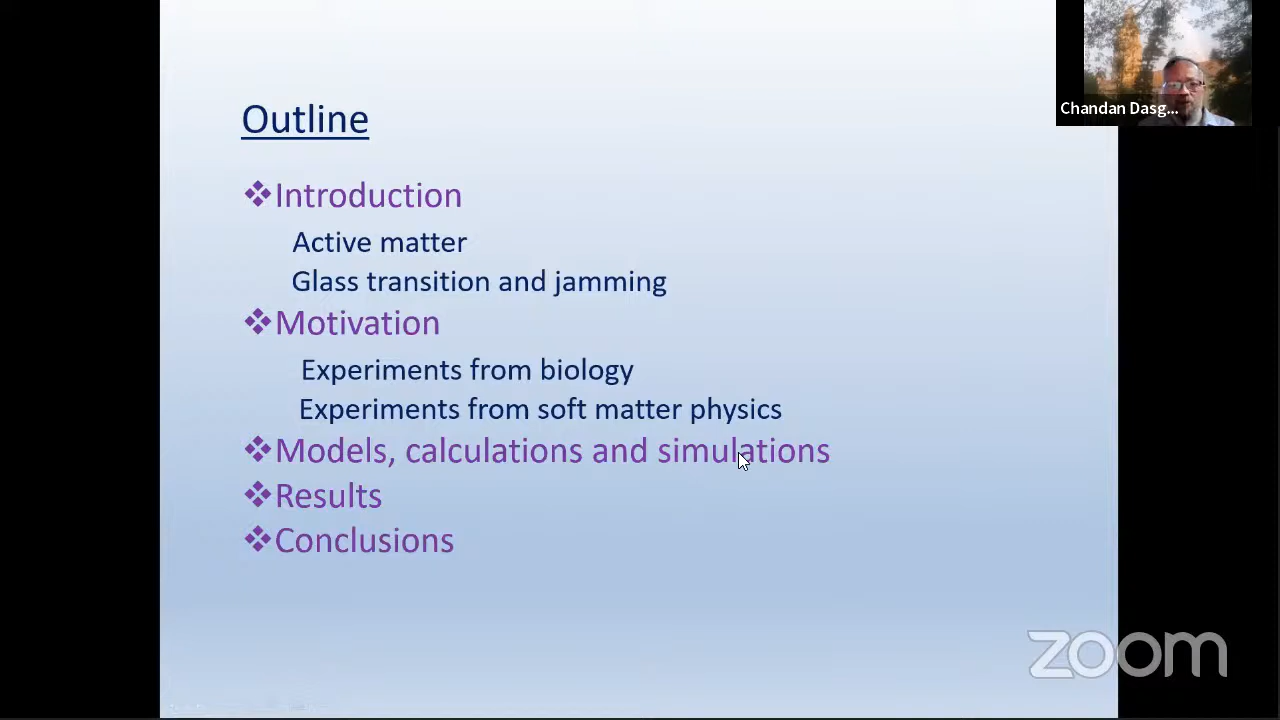 Outline
Introduction
Active matter
Glass transition and jamming
Motivation
Experiments from biology
Experiments from soft matter physics
Models, calculations and simulations
Results
Conclusions
Chandan Dasg...
zoom